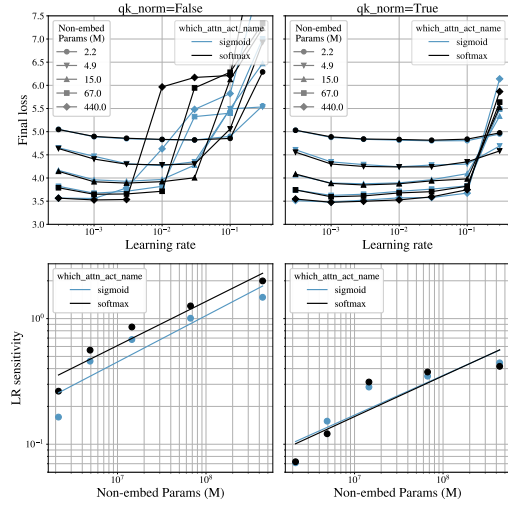 qk_norm=False
qk_norm=True
Non-embed
Params (M)
2.2
4.9
15.0
67.0
440.0
which_attn_act_name
sigmoid
softmax
Non-embed
Params (M)
2.2
4.9
15.0
67.0
440.0
which_attn_act_name
sigmoid
softmax
Final loss
7.5
7.0
6.5
6.0
5.5
5.0
4.5
4.0
3.5
3.0
10⁻³
10⁻²
10⁻¹
10⁻³
10⁻²
10⁻¹
Learning rate
Learning rate
which_attn_act_name
sigmoid
softmax
which_attn_act_name
sigmoid
softmax
LR sensitivity
10⁰
10⁻¹
10⁷
10⁸
10⁷
10⁸
Non-embed Params (M)
Non-embed Params (M)